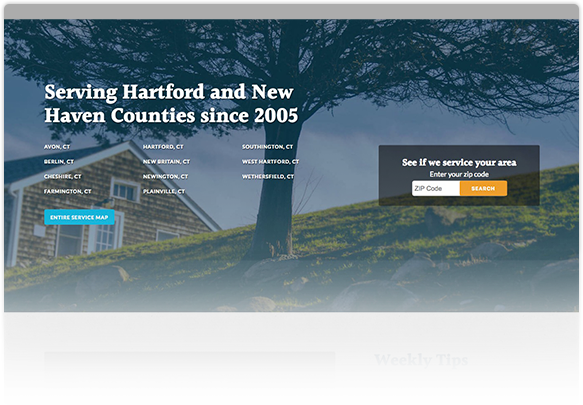 Serving Hartford and New
Haven Counties since 2005
AVON, CT
BERLIN, CT
CHESHIRE, CT
FARMINGTON, CT
HARTFORD, CT
NEW BRITAIN, CT
NEWINGTON, CT
PLAINVILLE, CT
SOUTHINGTON, CT
WEST HARTFORD, CT
WETHERSFIELD, CT
ENTIRE SERVICE MAP
See if we service your area
Enter your zip code
ZIP Code
SEARCH
Weekly Tips